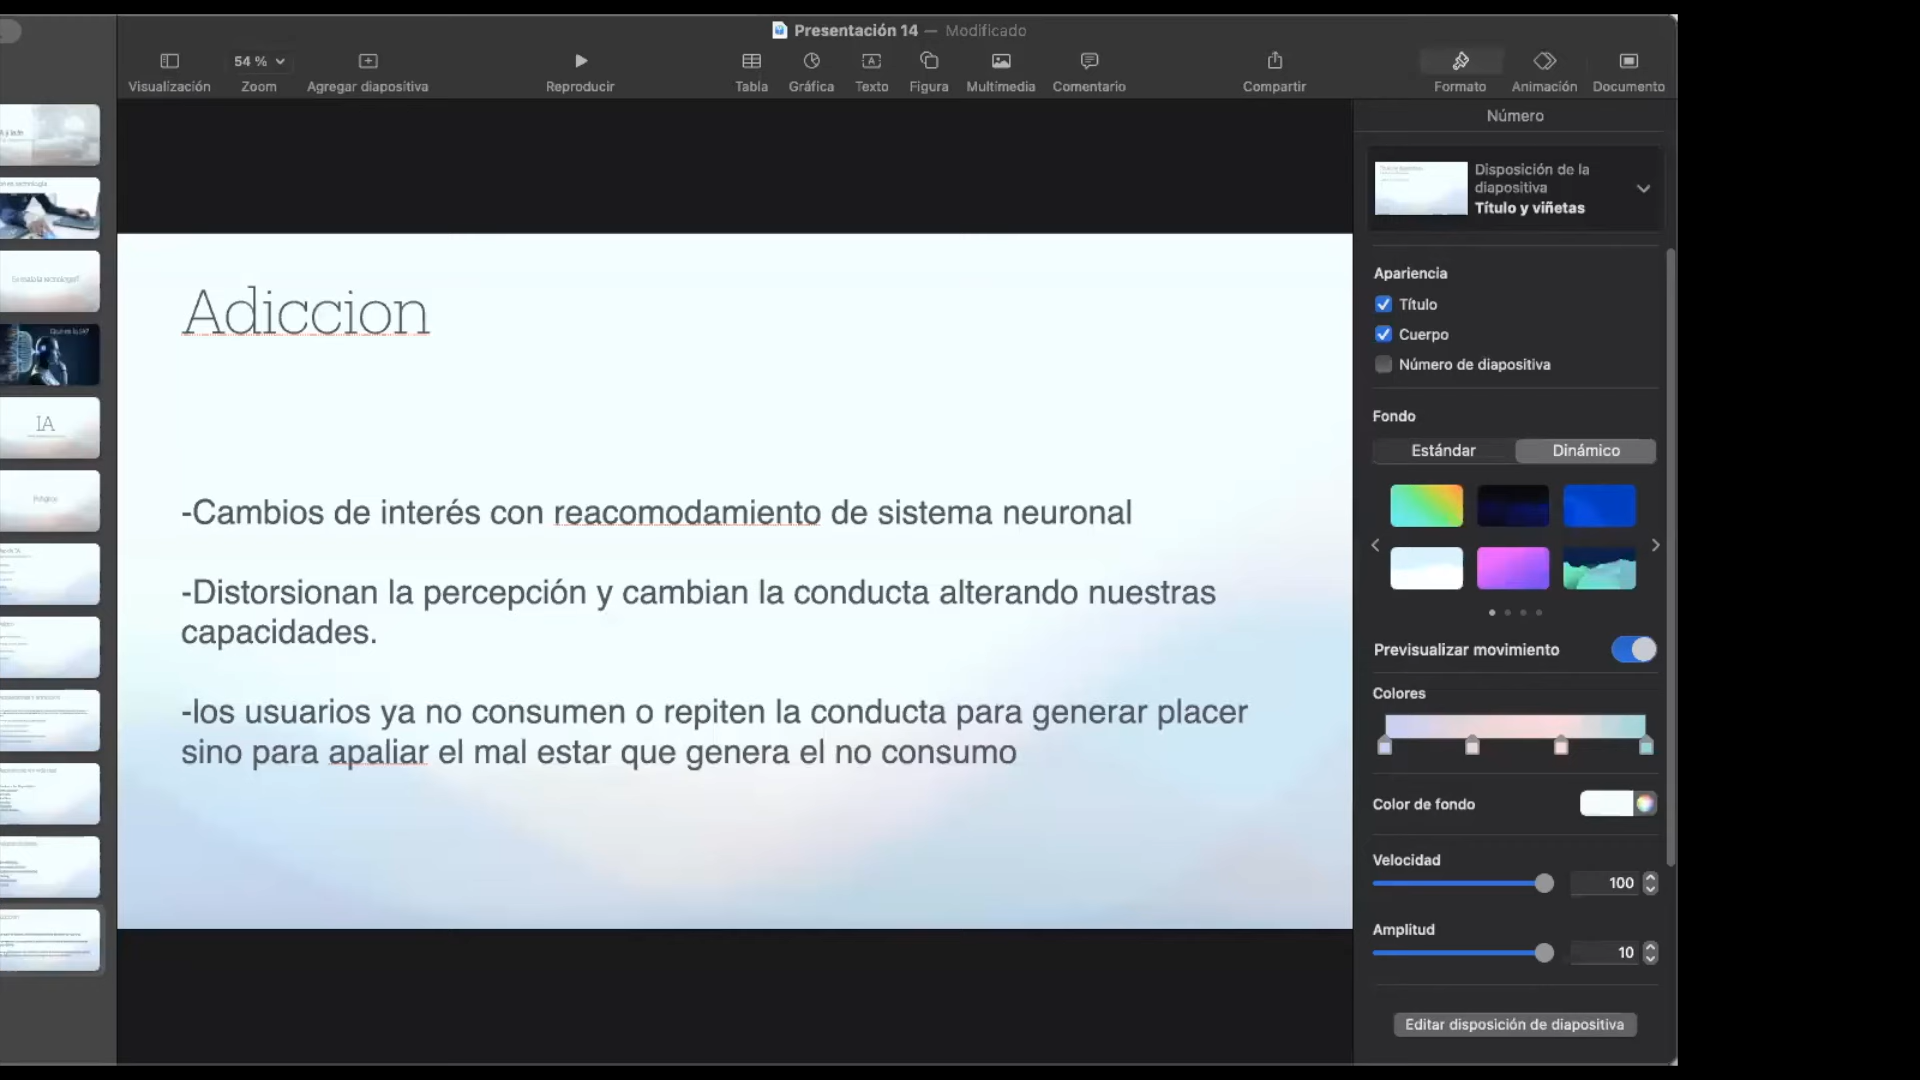 Presentación 14 — Modificado
54 %
Visualización Zoom Agregar diapositiva Reproducir Tabla Gráfica Texto Figura Multimedia Comentario Compartir Formato Animación Documento
Número
Disposición de la
diapositiva
Título y viñetas
Apariencia
Título
Cuerpo
Número de diapositiva
Fondo
Estándar Dinámico
Previsualizar movimiento
Colores
Color de fondo
Velocidad
100
Amplitud
10
Editar disposición de diapositiva
Adiccion
-Cambios de interés con reacomodamiento de sistema neuronal
-Distorsionan la percepción y cambian la conducta alterando nuestras
capacidades.
-los usuarios ya no consumen o repiten la conducta para generar placer
sino para apaliar el mal estar que genera el no consumo
IA